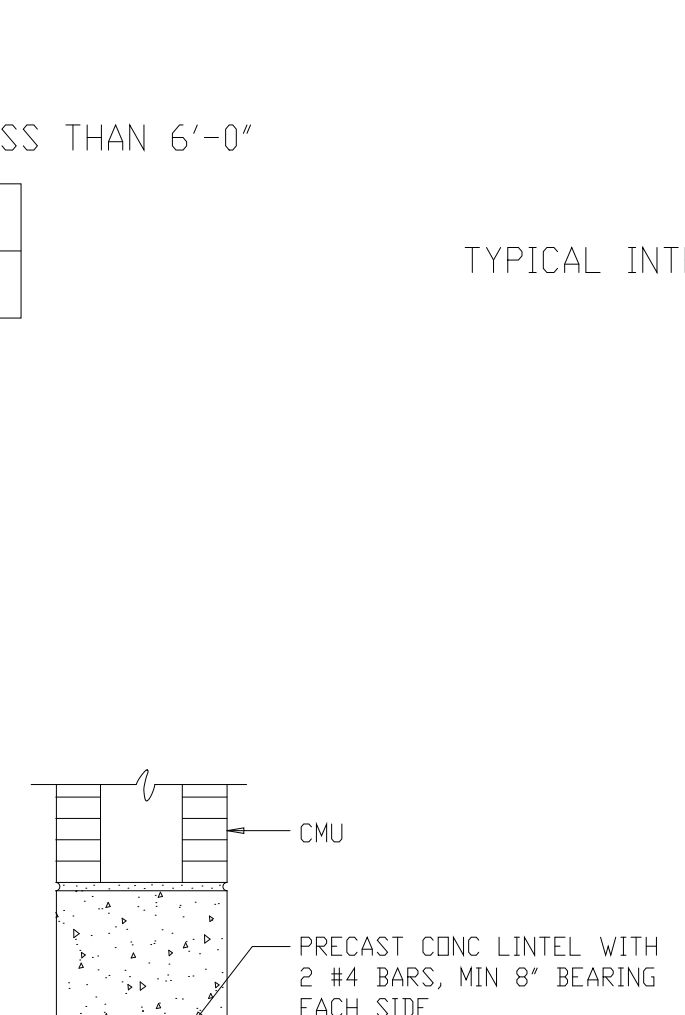 SS THAN 6'-0"
TYPICAL INT
CMU
PRECAST CONC LINTEL WITH
2 #4 BARS, MIN 8" BEARING
EACH SIDE